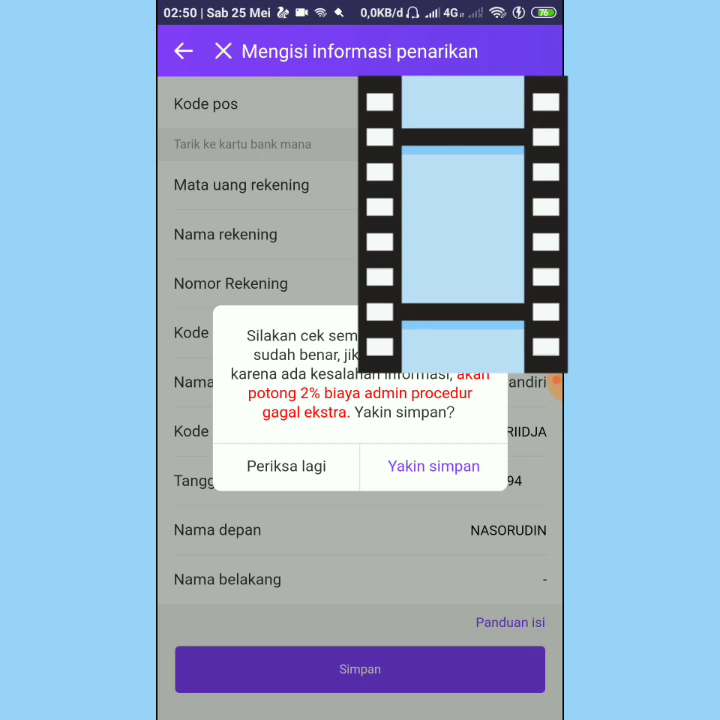 02:50 | Sab 25 Mei 0,0KB/d 4G 76
Mengisi informasi penarikan
Kode pos
Tarik ke kartu bank mana
Mata uang rekening
Nama rekening
Nomor Rekening
Kode
Silakan cek sem
sudah benar, jik
karena ada kesalahan informasi, akan
potong 2% biaya admin procedur
gagal ekstra. Yakin simpan?
Nama andiri
Kode RIIDJA
Periksa lagi Yakin simpan
Tangg 94
Nama depan NASORUDIN
Nama belakang -
Panduan isi
Simpan